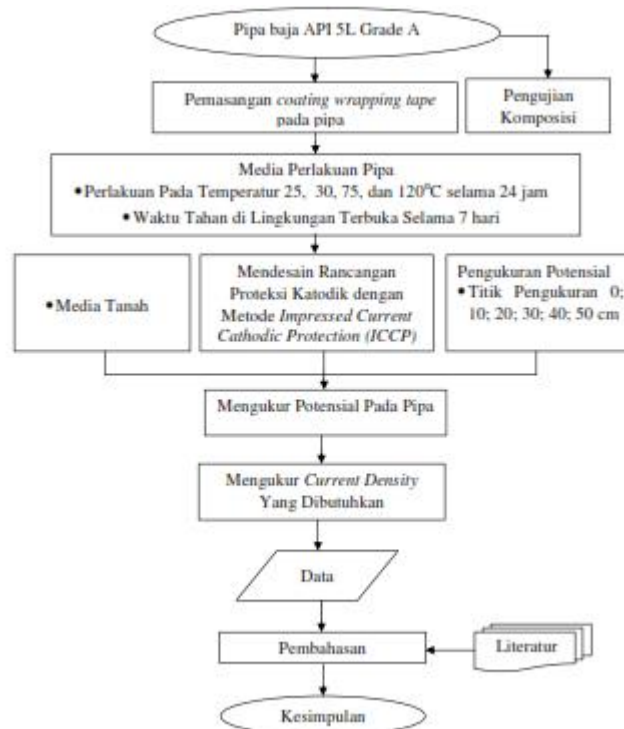 Pipa baja API 5L Grade A
Pemasangan coating wrapping tape
pada pipa
Pengujian
Komposisi
Media Perlakuan Pipa
•Perlakuan Pada Temperatur 25, 30, 75, dan 120⁰C selama 24 jam
•Waktu Tahan di Lingkungan Terbuka Selama 7 hari
•Media Tanah
Mendesain Rancangan
Proteksi Katodik dengan
Metode Impressed Current
Cathodic Protection (ICCP)
Pengukuran Potensial
•Titik Pengukuran 0;
10; 20; 30; 40; 50 cm
Mengukur Potensial Pada Pipa
Mengukur Current Density
Yang Dibutuhkan
Data
Pembahasan
Literatur
Kesimpulan